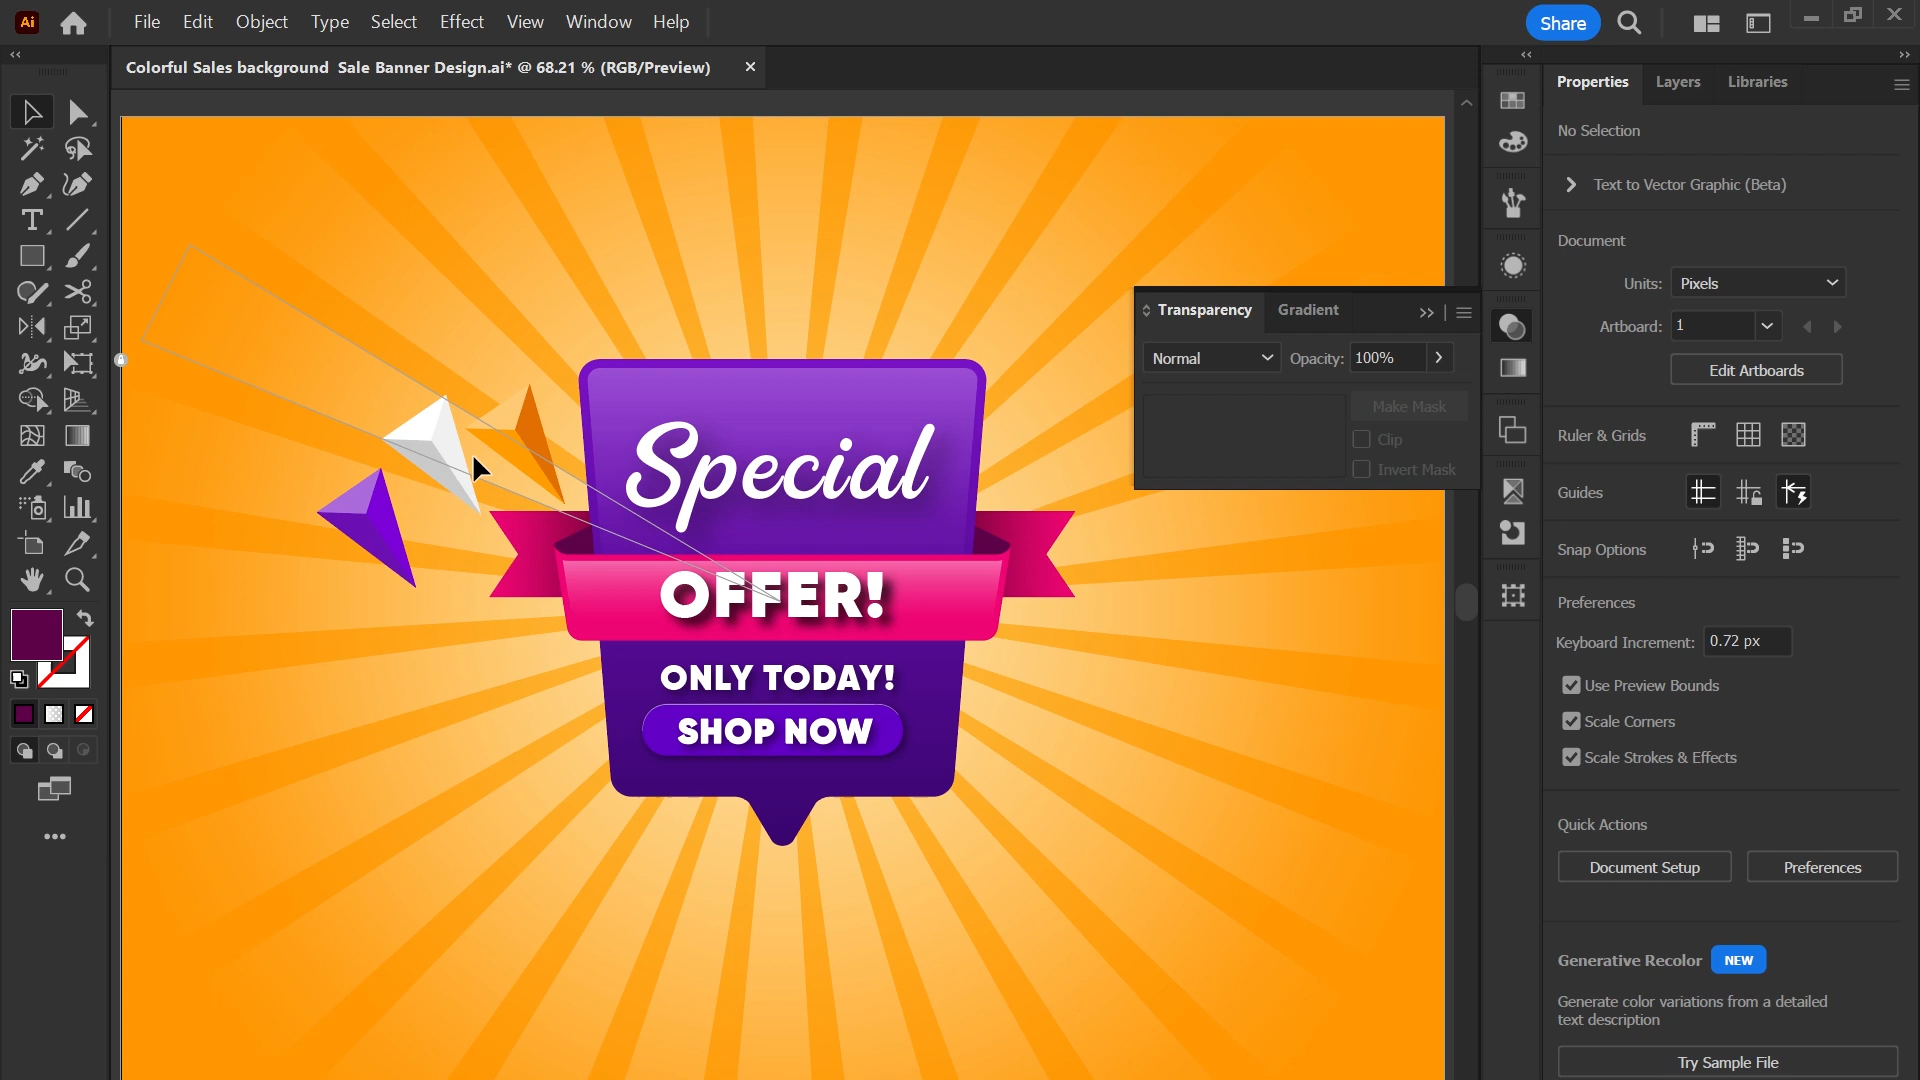 Ai
File Edit Object Type Select Effect View Window Help
Share
Colorful Sales background Sale Banner Design.ai* @ 68.21 % (RGB/Preview)
Properties Layers Libraries
No Selection
Text to Vector Graphic (Beta)
Document
Units: Pixels
Artboard: 1
Edit Artboards
Transparency Gradient
Normal Opacity: 100%
Make Mask
Clip
Invert Mask
Special
OFFER!
ONLY TODAY!
SHOP NOW
Ruler & Grids
Guides
Snap Options
Preferences
Keyboard Increment: 0.72 px
Use Preview Bounds
Scale Corners
Scale Strokes & Effects
Quick Actions
Document Setup Preferences
Generative Recolor NEW
Generate color variations from a detailed
text description
Try Sample File